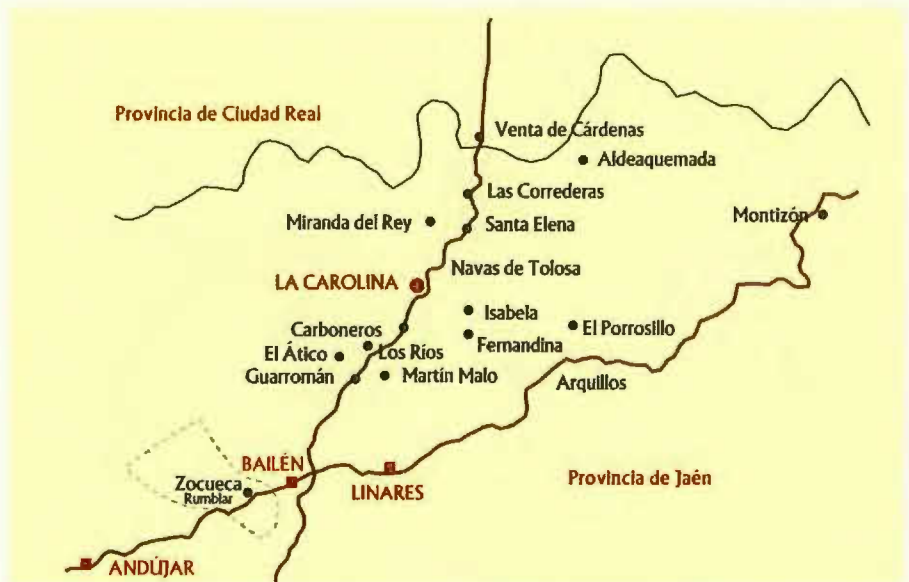 Provincia de Ciudad Real
Venta de Cárdenas
Aldeaquemada
Las Correderas
Miranda del Rey
Santa Elena
Montizón
Navas de Tolosa
LA CAROLINA
Isabela
Carboneros
El Porrosillo
El Ático
Los Ríos
Fernandina
Guarromán
Martín Malo
Arquillos
BAILÉN
Zocueca
Rumblar
LINARES
Provincia de Jaén
ANDÚJAR